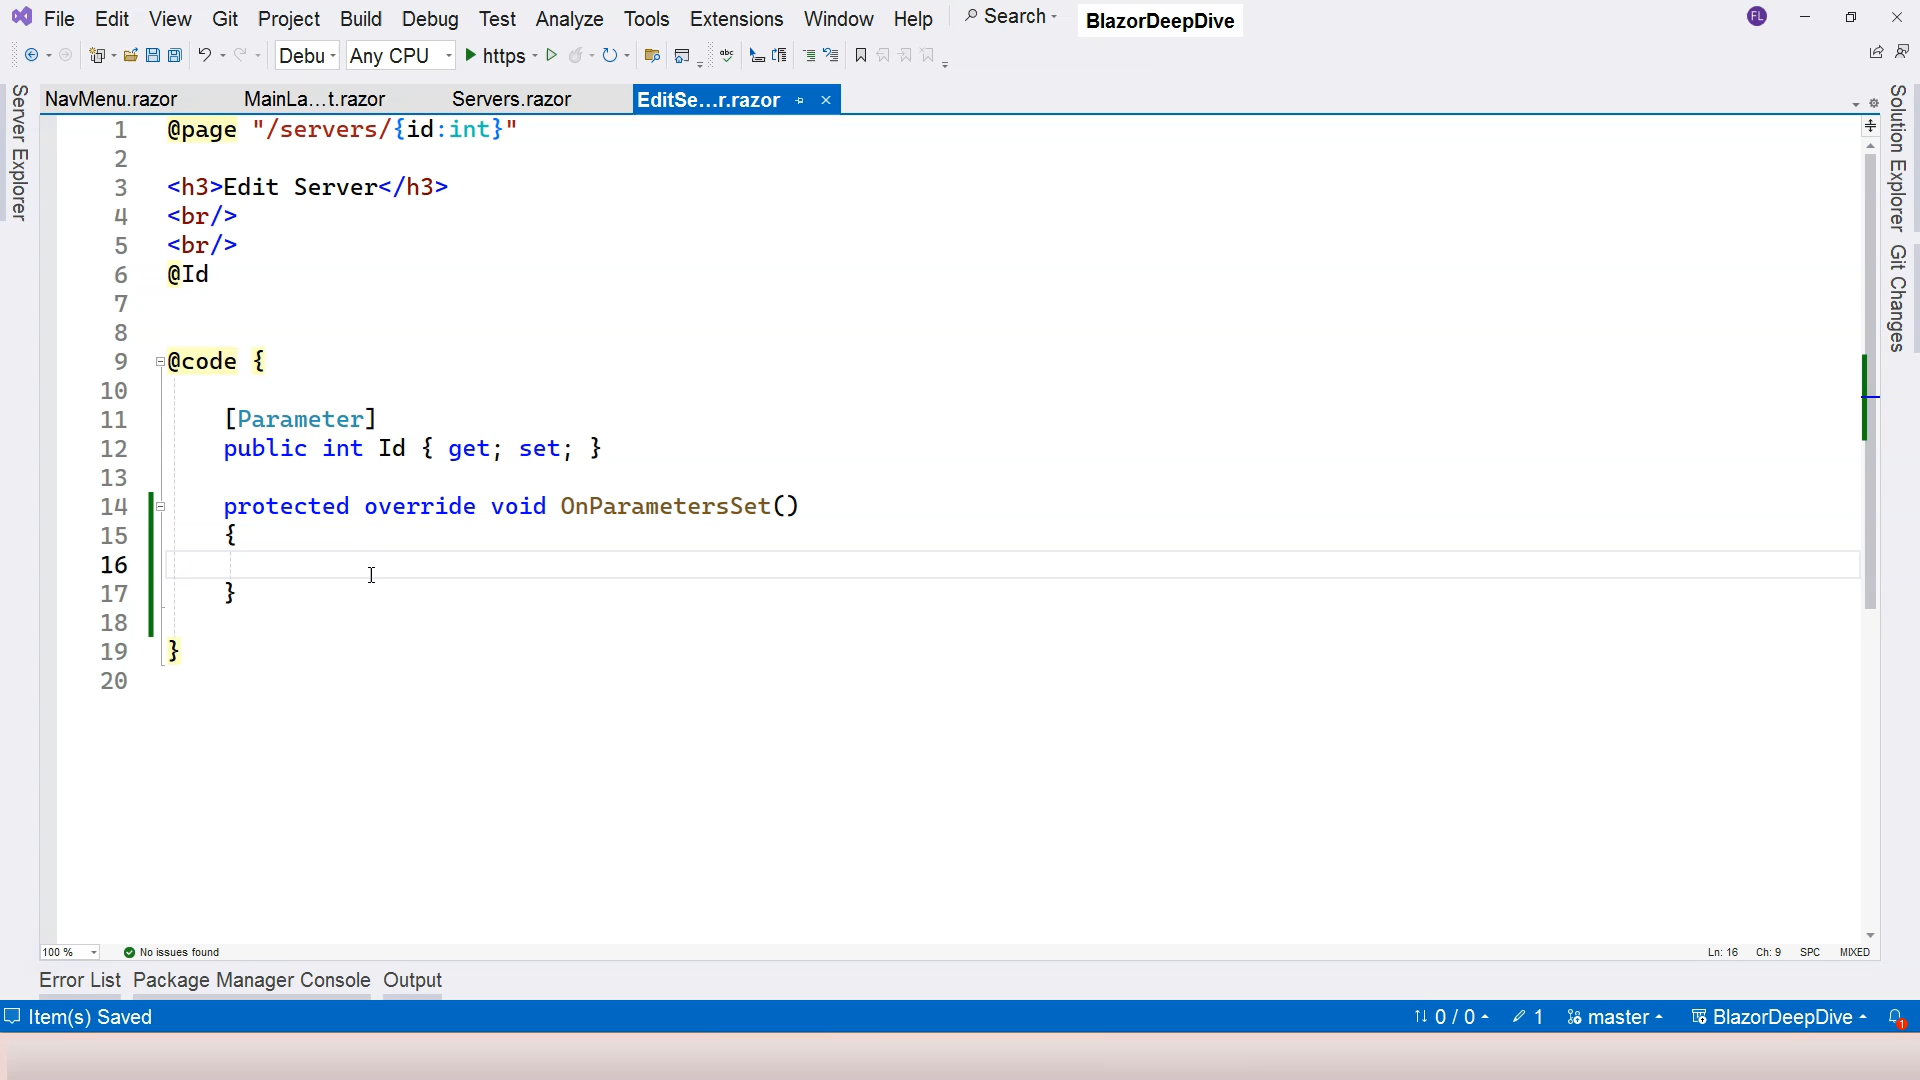 File Edit View Git Project Build Debug Test Analyze Tools Extensions Window Help Search BlazorDeepDive FL
Debu Any CPU https abc
NavMenu.razor MainLa...t.razor Servers.razor EditSe...r.razor
Server Explorer
Solution Explorer
Git Changes
1 @page "/servers/{id:int}"
2
3 <h3>Edit Server</h3>
4 <br/>
5 <br/>
6 @Id
7
8
9 @code {
10
11 [Parameter]
12 public int Id { get; set; }
13
14 protected override void OnParametersSet()
15 {
16
17 }
18
19 }
20
100 % No issues found Ln: 16 Ch: 9 SPC MIXED
Error List Package Manager Console Output
Item(s) Saved 0 / 0 1 master BlazorDeepDive 1